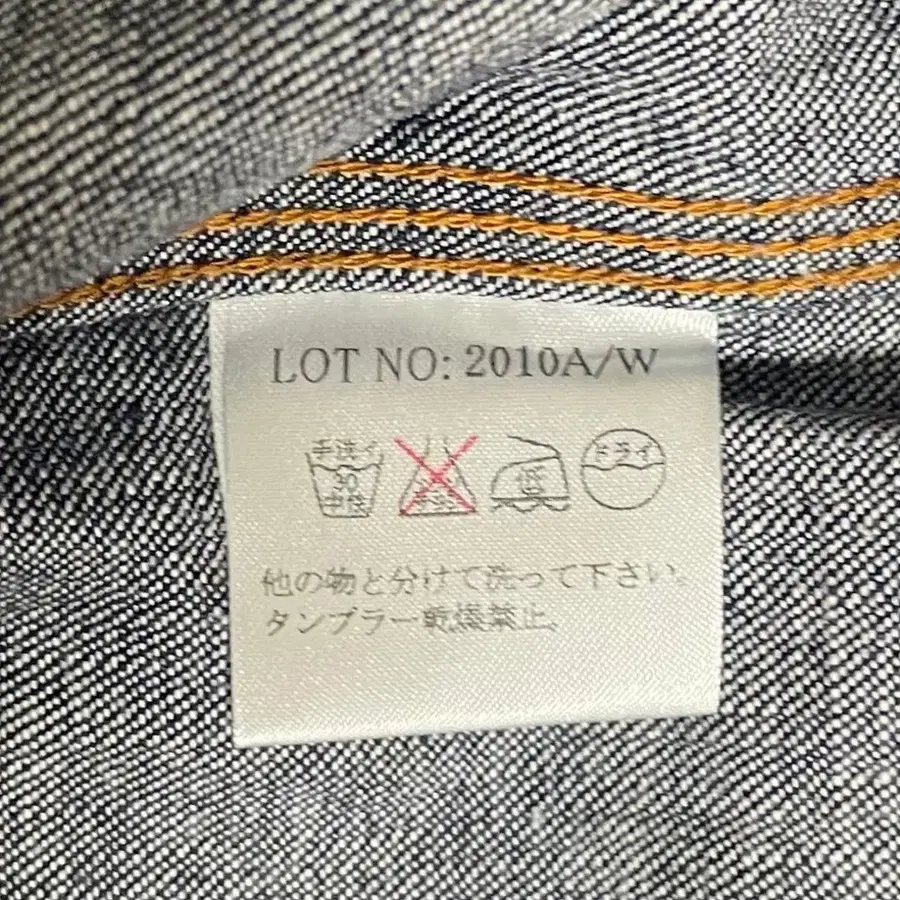 LOT NO: 2010A/W
手洗イ
30
中性
ドライ
低
他の物と分けて洗って下さい。
タンブラー乾燥禁止。